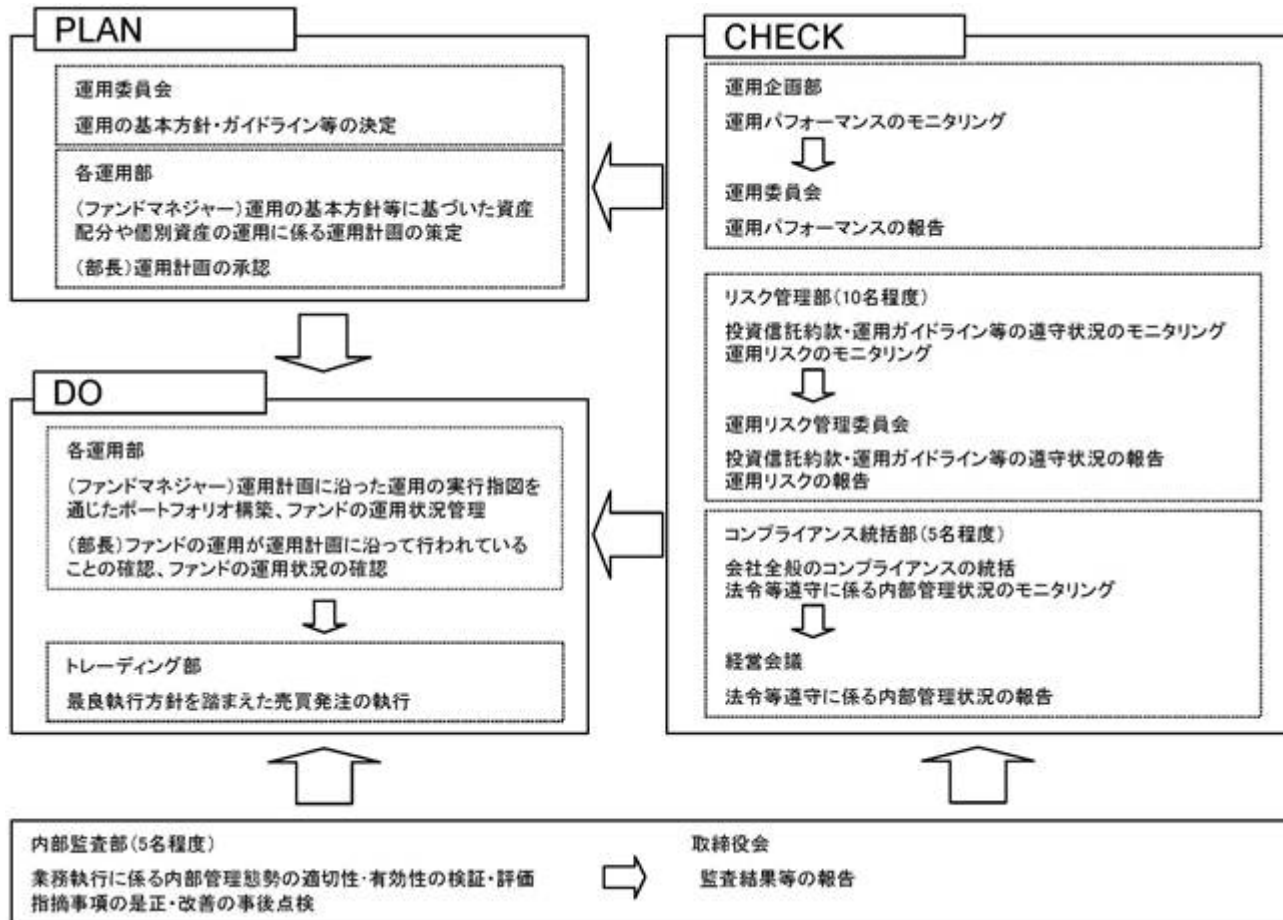 PLAN
運用委員会
運用の基本方針・ガイドライン等の決定
各運用部
(ファンドマネジャー)運用の基本方針等に基づいた資産
配分や個別資産の運用に係る運用計画の策定
(部長)運用計画の承認
DO
各運用部
(ファンドマネジャー)運用計画に沿った運用の実行指図を
通じたポートフォリオ構築、ファンドの運用状況管理
(部長)ファンドの運用が運用計画に沿って行われている
ことの確認、ファンドの運用状況の確認
トレーディング部
最良執行方針を踏まえた売買発注の執行
CHECK
運用企画部
運用パフォーマンスのモニタリング
運用委員会
運用パフォーマンスの報告
リスク管理部(10名程度)
投資信託約款・運用ガイドライン等の遵守状況のモニタリング
運用リスクのモニタリング
運用リスク管理委員会
投資信託約款・運用ガイドライン等の遵守状況の報告
運用リスクの報告
コンプライアンス統括部(5名程度)
会社全般のコンプライアンスの統括
法令等遵守に係る内部管理状況のモニタリング
経営会議
法令等遵守に係る内部管理状況の報告
内部監査部(5名程度)
業務執行に係る内部管理態勢の適切性・有効性の検証・評価
指摘事項の是正・改善の事後点検
取締役会
監査結果等の報告